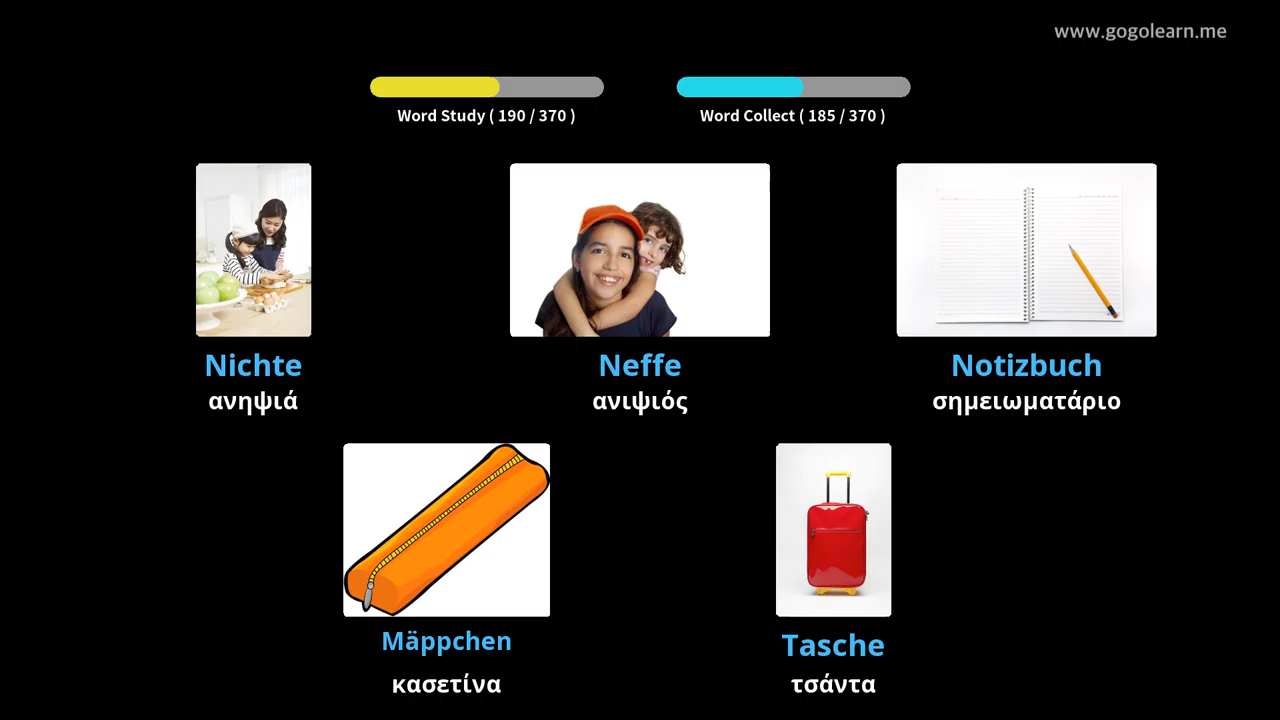 www.gogolearn.me
Word Study ( 190 / 370 )
Word Collect ( 185 / 370 )
Nichte
ανηψιά
Neffe
ανιψιός
Notizbuch
σημειωματάριο
Mäppchen
κασετίνα
Tasche
τσάντα